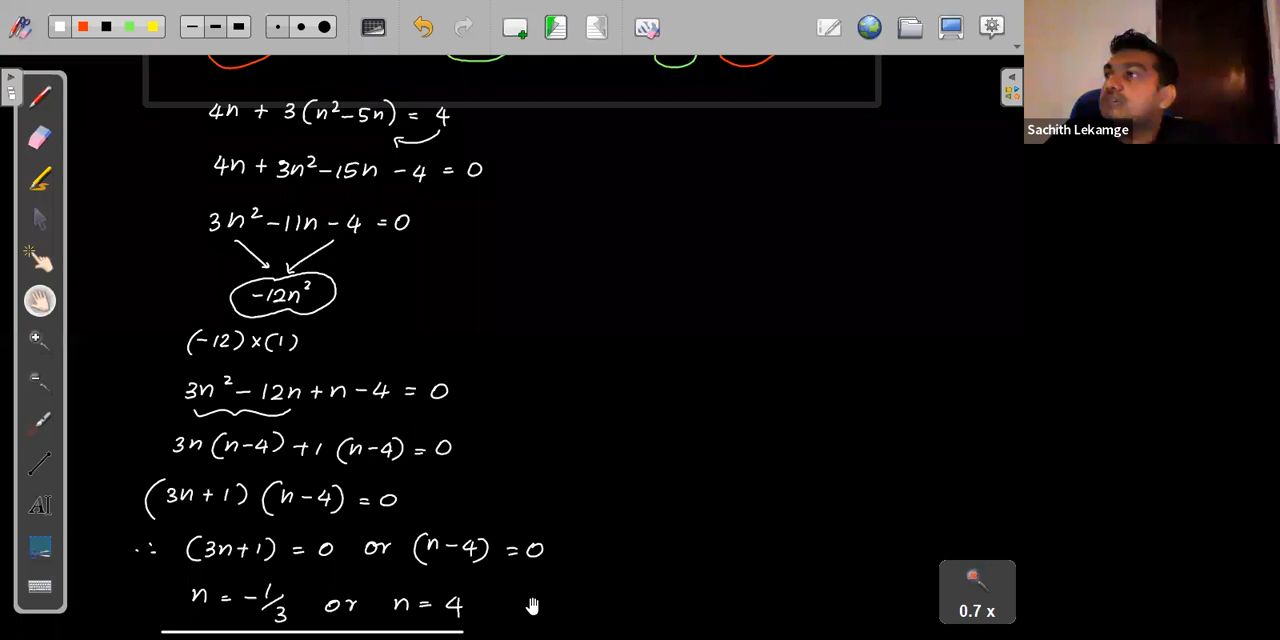 Sachith Lekamge
4n + 3(n² - 5n) = 4
4n + 3n² - 15n - 4 = 0
3n² - 11n - 4 = 0
-12n²
(-12) × (1)
3n² - 12n + n - 4 = 0
3n(n-4) + 1(n-4) = 0
(3n + 1)(n - 4) = 0
∴ (3n+1) = 0 or (n-4) = 0
n = -1/3 or n = 4
AI
0.7 x